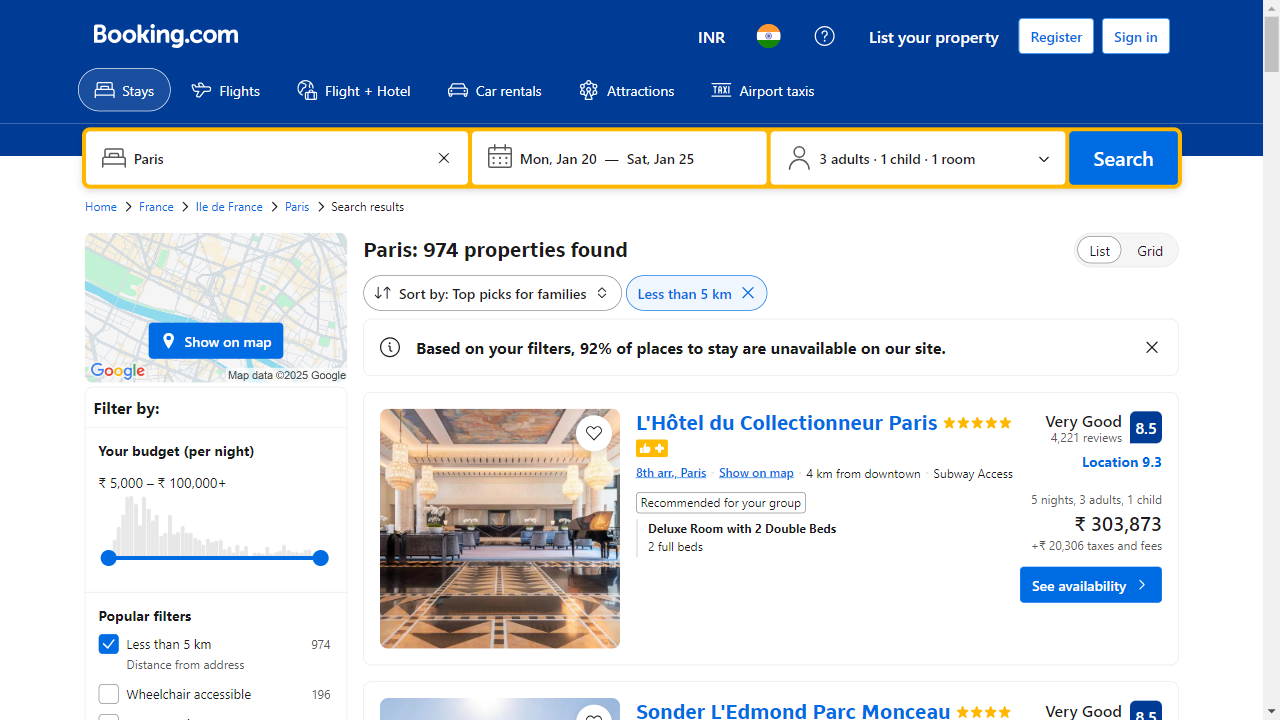 Booking.com
INR
List your property
Register
Sign in
Stays
Flights
Flight + Hotel
Car rentals
Attractions
TAXI
Airport taxis
Paris
Mon, Jan 20 — Sat, Jan 25
3 adults · 1 child · 1 room
Search
Home
France
Ile de France
Paris
Search results
Show on map
Google
Map data ©2025 Google
Filter by:
Your budget (per night)
₹ 5,000 – ₹ 100,000+
Popular filters
Less than 5 km 974
Distance from address
Wheelchair accessible 196
Paris: 974 properties found
List
Grid
Sort by: Top picks for families
Less than 5 km
Based on your filters, 92% of places to stay are unavailable on our site.
L'Hôtel du Collectionneur Paris
8th arr., Paris · Show on map · 4 km from downtown · Subway Access
Recommended for your group
Deluxe Room with 2 Double Beds
2 full beds
Very Good
4,221 reviews
8.5
Location 9.3
5 nights, 3 adults, 1 child
₹ 303,873
+₹ 20,306 taxes and fees
See availability
Sonder L'Edmond Parc Monceau
Very Good
8.5